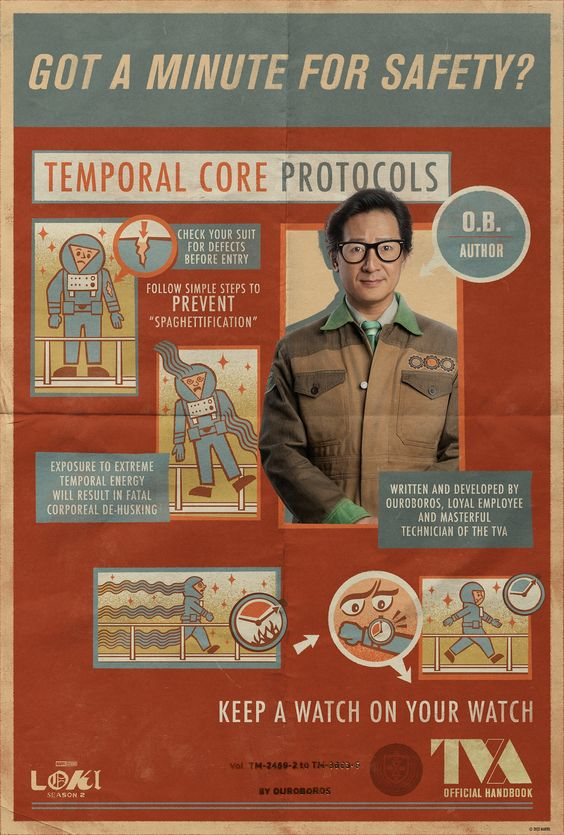 GOT A MINUTE FOR SAFETY?
TEMPORAL CORE PROTOCOLS
O.B.
AUTHOR
CHECK YOUR SUIT
FOR DEFECTS
BEFORE ENTRY
FOLLOW SIMPLE STEPS TO
PREVENT
"SPAGHETTIFICATION"
EXPOSURE TO EXTREME
TEMPORAL ENERGY
WILL RESULT IN FATAL
CORPOREAL DE-HUSKING
WRITTEN AND DEVELOPED BY
OUROBOROS, LOYAL EMPLOYEE
AND MASTERFUL
TECHNICIAN OF THE TVA
KEEP A WATCH ON YOUR WATCH
MARVEL STUDIOS
LOKI
SEASON 2
Vol. TM-2469-2 to
BY OUROBOROS
TVA
OFFICIAL HANDBOOK
© 2023 MARVEL